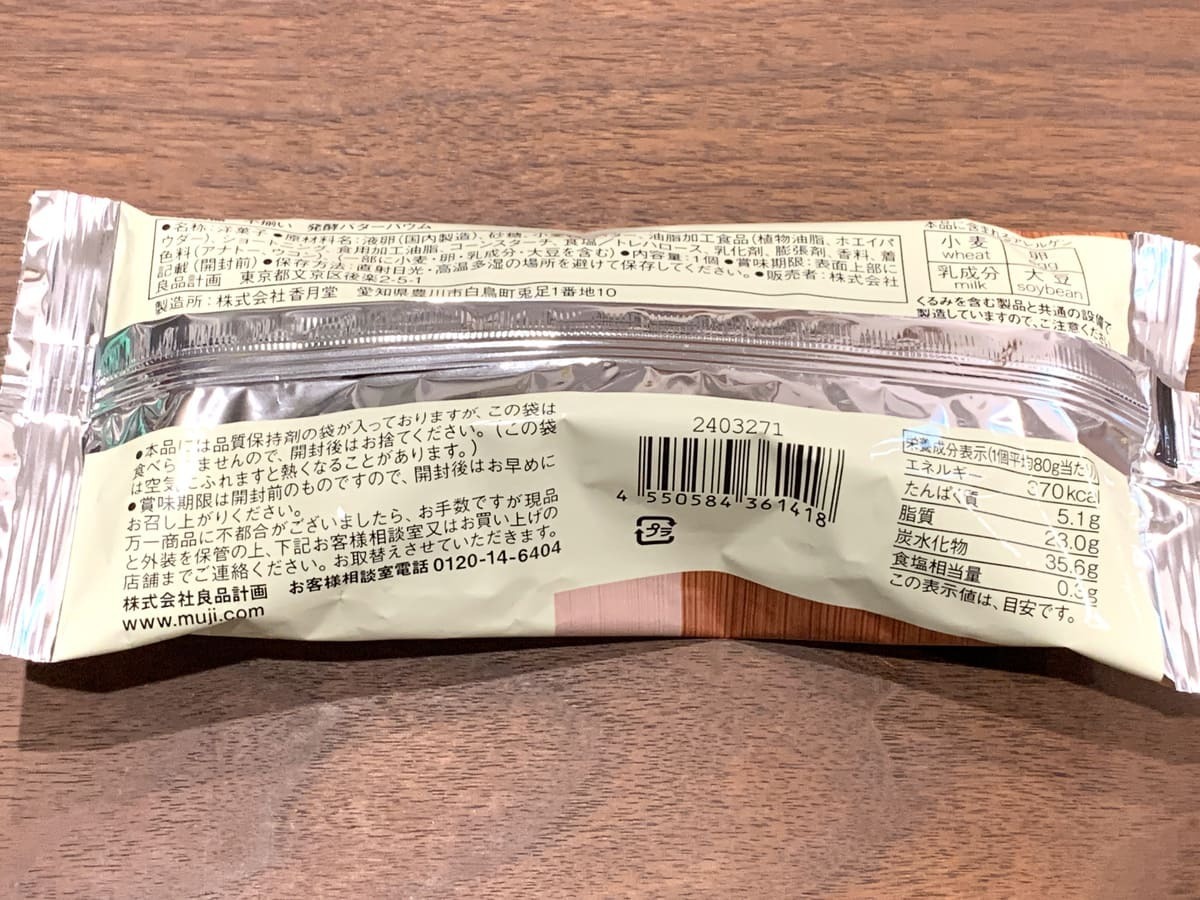 不揃い 発酵バターバウム
●名称：洋菓子●原材料名：液卵(国内製造)、砂糖、小麦
油脂加工食品(植物油脂、ホエイパ
ウダー)、ショート
食用加工油脂、コーンスターチ、食塩／トレハロース、乳化剤、膨張剤、香料、着
色料(アナトー)、(一部に小麦・卵・乳成分・大豆を含む)●内容量：1個●賞味期限：表面上部に
記載(開封前)●保存方法：直射日光・高温多湿の場所を避けて保存してください。●販売者：株式会社
良品計画 東京都文京区後楽2-5-1
製造所：株式会社香月堂 愛知県豊川市白鳥町兎足1番地10
本品に含まれるアレルゲン
小麦
wheat
卵
egg
乳成分
milk
大豆
soybean
くるみを含む製品と共通の設備で
製造していますので、ご注意ください
●本品には品質保持剤の袋が入っておりますが、この袋は
食べられませんので、開封後はお捨てください。(この袋
は空気にふれますと熱くなることがあります。)
●賞味期限は開封前のものですので、開封後はお早めに
お召し上がりください。
万一商品に不都合がございましたら、お手数ですが現品
と外装を保管の上、下記お客様相談室又はお買い上げの
店舗までご連絡ください。お取替えさせていただきます。
株式会社良品計画 お客様相談室電話 0120-14-6404
www.muji.com
2403271
4 550584 361418
プラ
栄養成分表示(1個平均80g当たり)
エネルギー 370kcal
たんぱく質 5.1g
脂質 23.0g
炭水化物 35.6g
食塩相当量 0.3g
この表示値は、目安です。